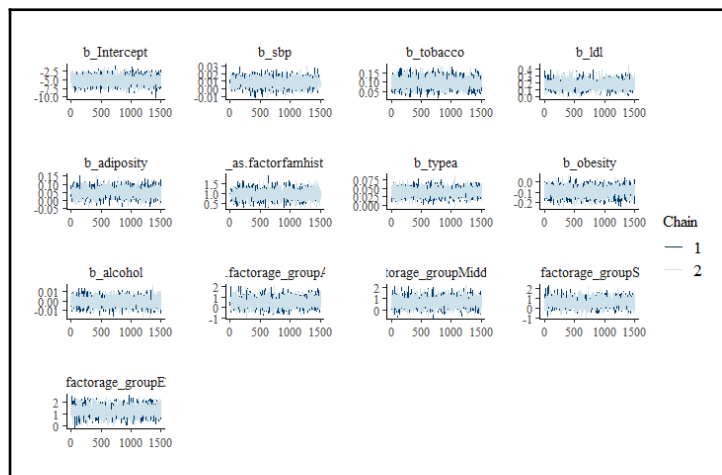 b_Intercept
-2.5
-5.0
-7.5
-10.0
0 500 1000 1500
b_sbp
0.03
0.02
0.01
0.00
-0.01
0 500 1000 1500
b_tobacco
0.15
0.10
0.05
0 500 1000 1500
b_ldl
0.4
0.3
0.2
0.1
0.0
0 500 1000 1500
b_adiposity
0.15
0.10
0.05
0.00
-0.05
0 500 1000 1500
_as.factorfamhist
1.5
1.0
0.5
0 500 1000 1500
b_typea
0.075
0.050
0.025
0.000
0 500 1000 1500
b_obesity
0.0
-0.1
-0.2
0 500 1000 1500
Chain
1
2
b_alcohol
0.01
0.00
-0.01
0 500 1000 1500
.factorage_groupA
2
1
0
-1
0 500 1000 1500
torage_groupMidd
2
1
0
0 500 1000 1500
factorage_groupS
2
1
0
-1
0 500 1000 1500
factorage_groupE
2
1
0
0 500 1000 1500